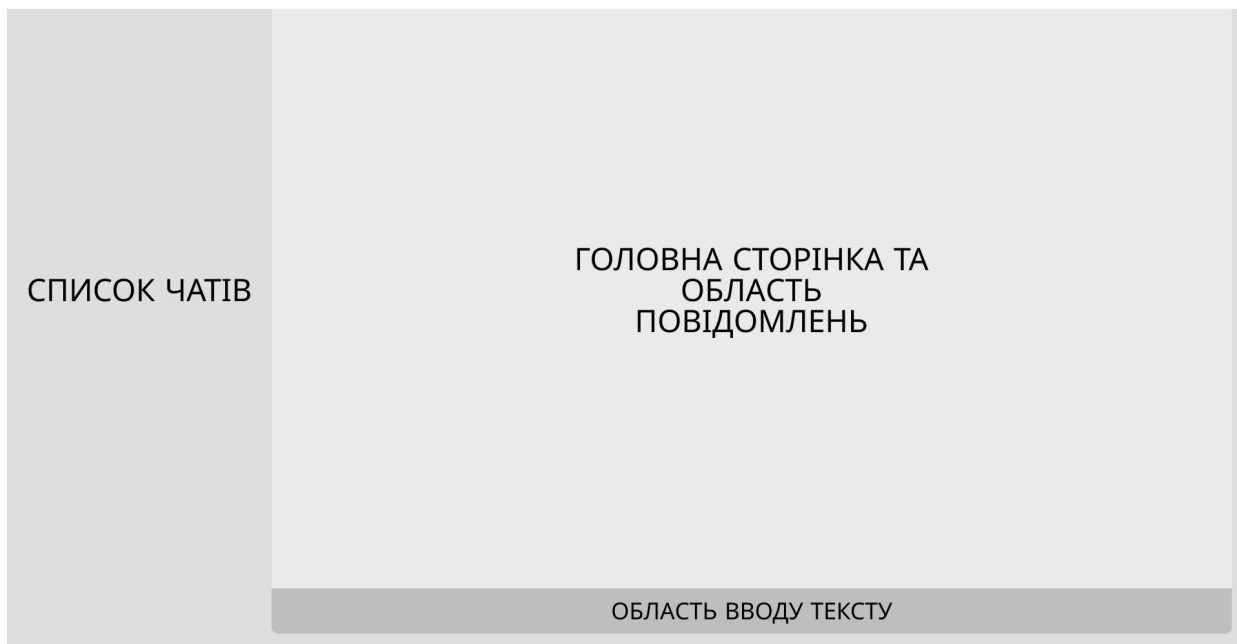 СПИСОК ЧАТІВ
ГОЛОВНА СТОРІНКА ТА
ОБЛАСТЬ
ПОВІДОМЛЕНЬ
ОБЛАСТЬ ВВОДУ ТЕКСТУ